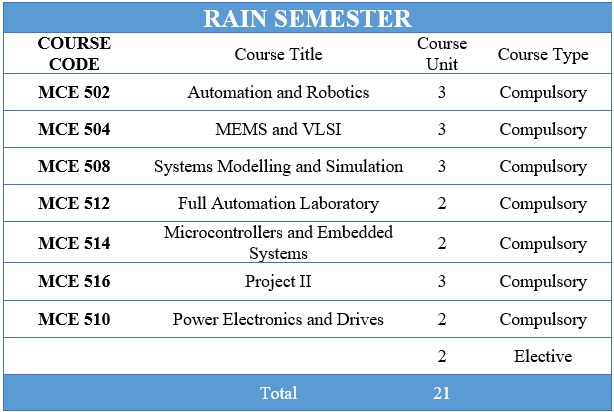 RAIN SEMESTER
COURSE CODE Course Title Course Unit Course Type
MCE 502 Automation and Robotics 3 Compulsory
MCE 504 MEMS and VLSI 3 Compulsory
MCE 508 Systems Modelling and Simulation 3 Compulsory
MCE 512 Full Automation Laboratory 2 Compulsory
MCE 514 Microcontrollers and Embedded Systems 2 Compulsory
MCE 516 Project II 3 Compulsory
MCE 510 Power Electronics and Drives 2 Compulsory
2 Elective
Total 21